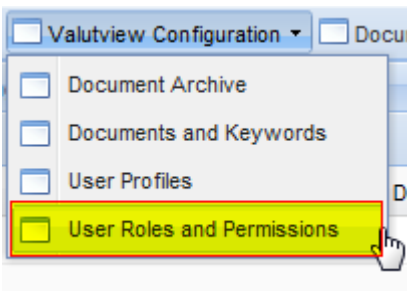 Valutview Configuration
Document Archive
Documents and Keywords
User Profiles
User Roles and Permissions